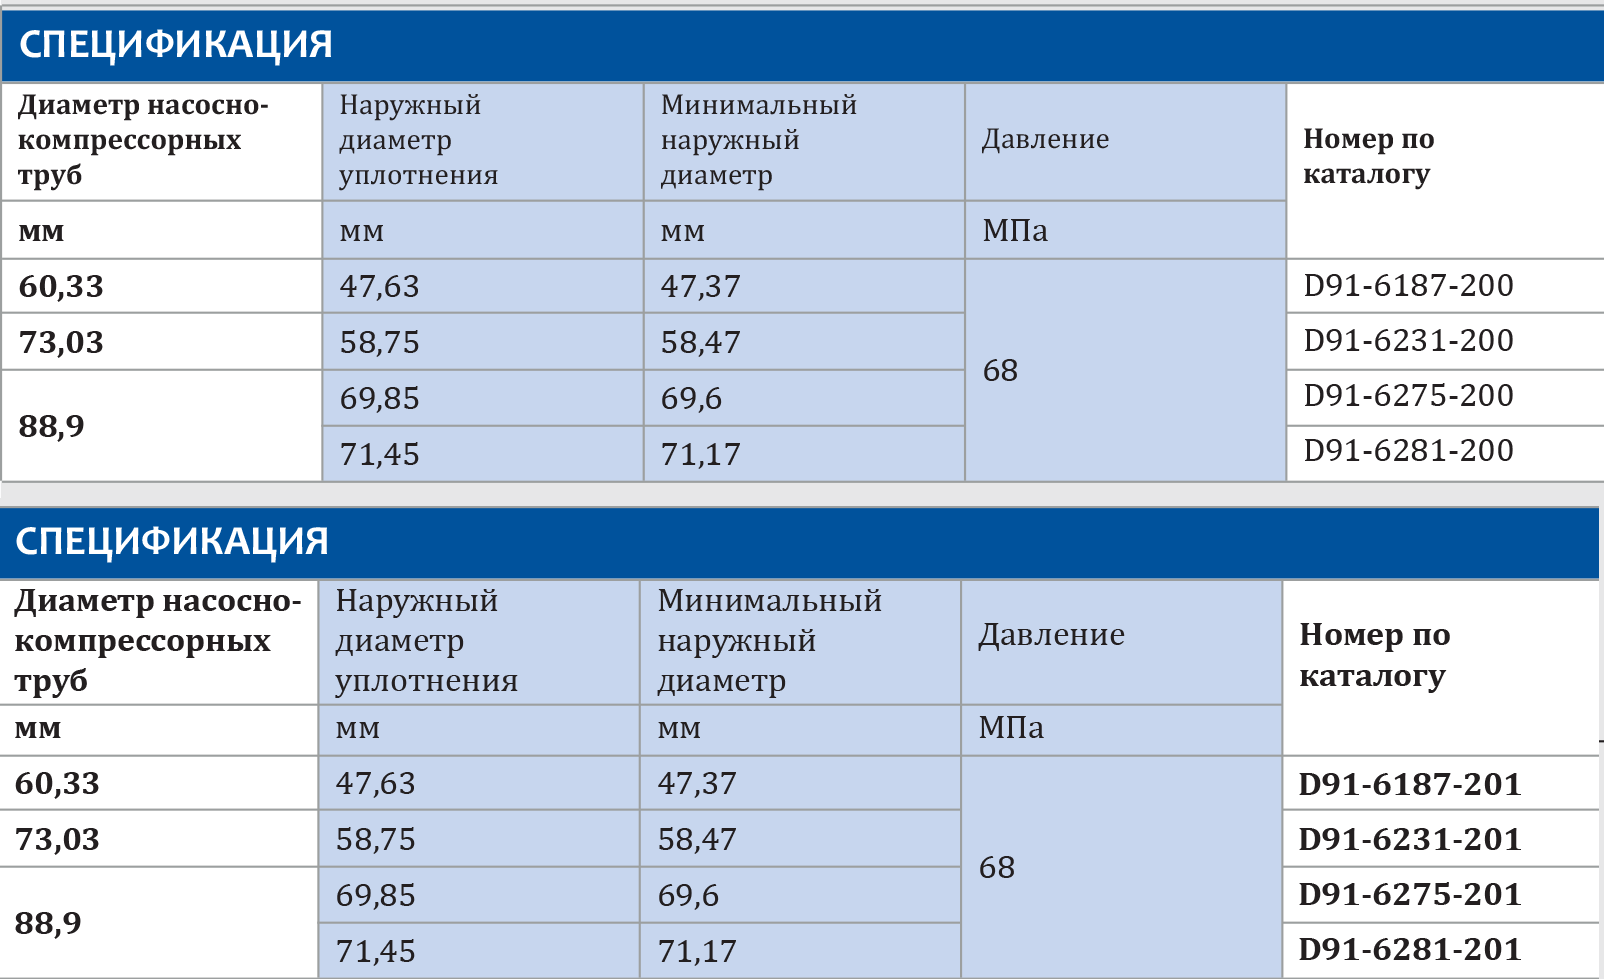 СПЕЦИФИКАЦИЯ
Диаметр насосно-
компрессорных
труб
Наружный
диаметр
уплотнения
Минимальный
наружный
диаметр
Давление
Номер по
каталогу
мм
мм
мм
МПа
60,33
47,63
47,37
68
D91-6187-200
73,03
58,75
58,47
D91-6231-200
88,9
69,85
69,6
D91-6275-200
71,45
71,17
D91-6281-200
СПЕЦИФИКАЦИЯ
Диаметр насосно-
компрессорных
труб
Наружный
диаметр
уплотнения
Минимальный
наружный
диаметр
Давление
Номер по
каталогу
мм
мм
мм
МПа
60,33
47,63
47,37
68
D91-6187-201
73,03
58,75
58,47
D91-6231-201
88,9
69,85
69,6
D91-6275-201
71,45
71,17
D91-6281-201